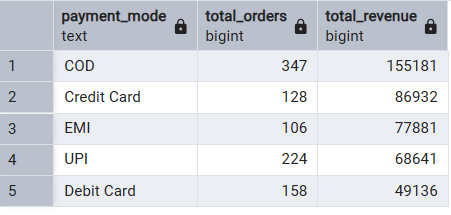 payment_mode total_orders total_revenue
text bigint bigint
1 COD 347 155181
2 Credit Card 128 86932
3 EMI 106 77881
4 UPI 224 68641
5 Debit Card 158 49136